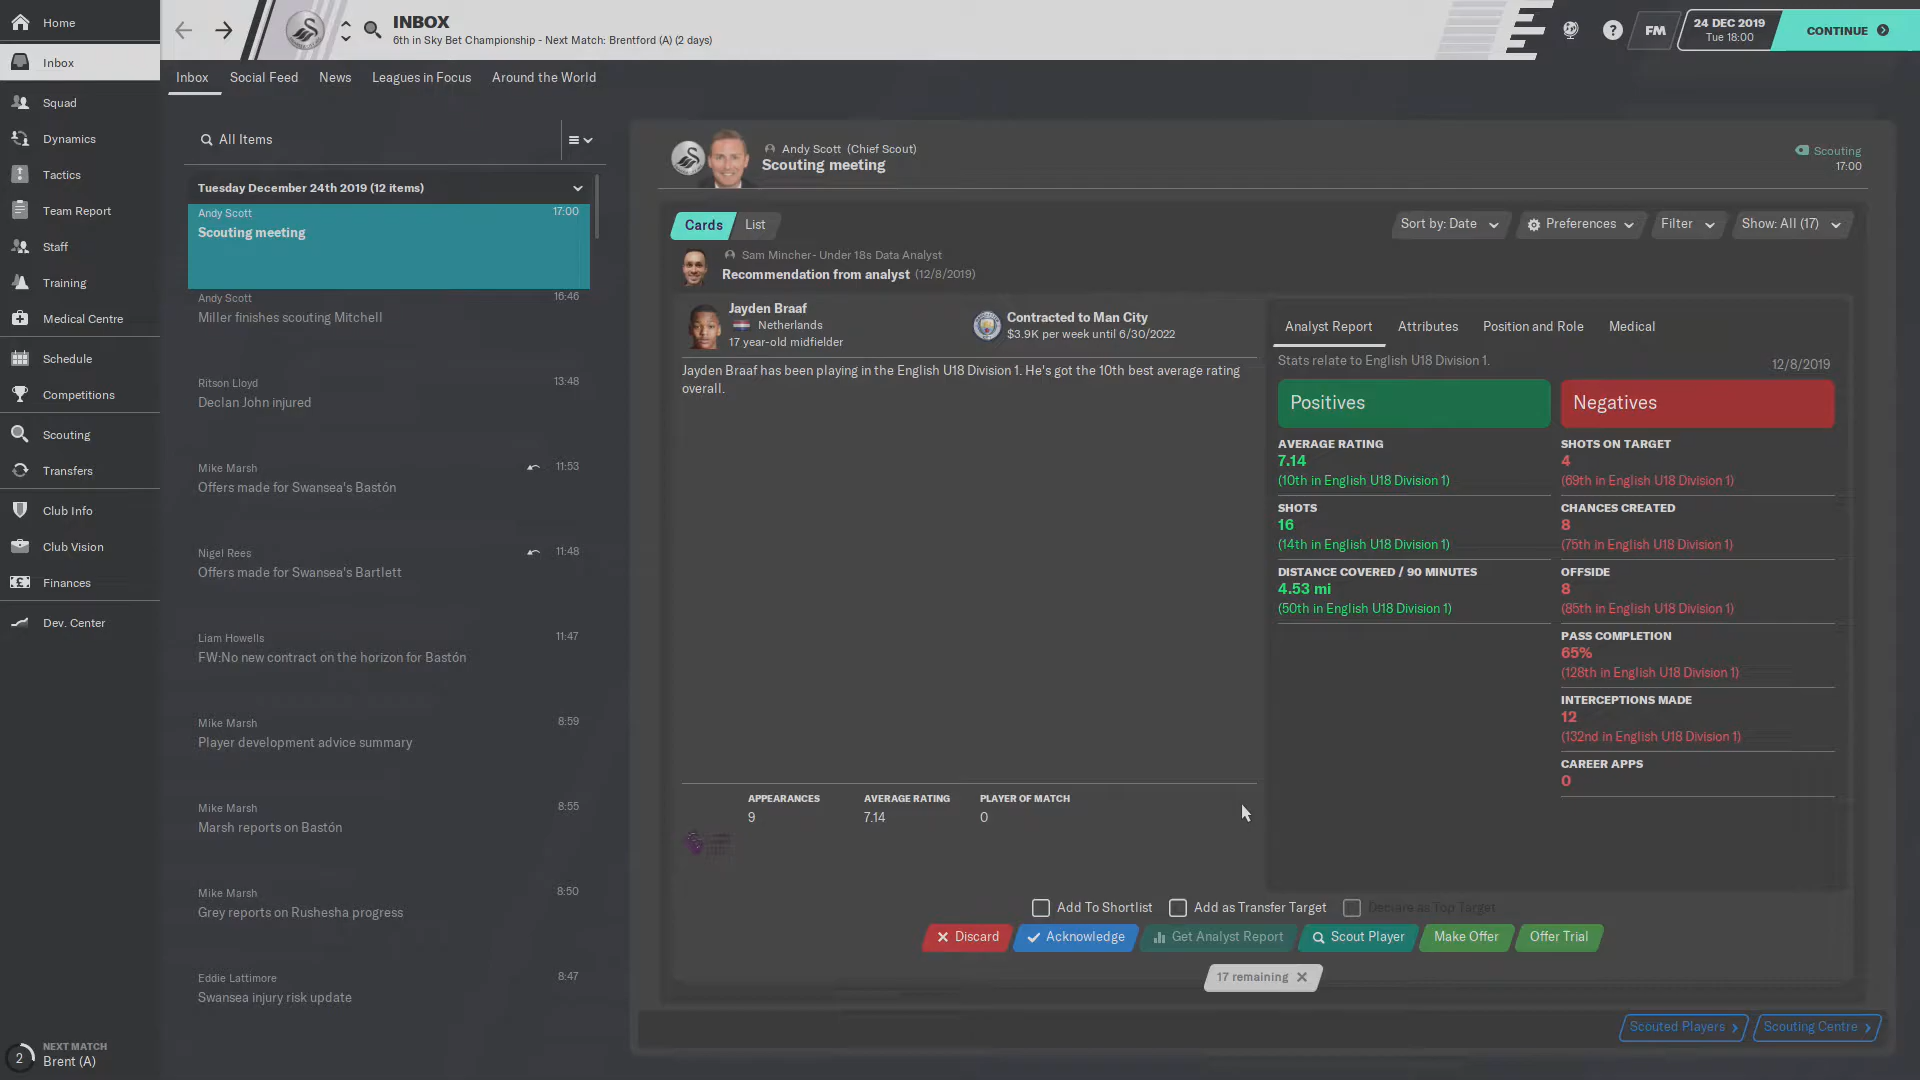 Home
Inbox
Squad
Dynamics
Tactics
Team Report
Staff
Training
Medical Centre
Schedule
Competitions
Scouting
Transfers
Club Info
Club Vision
Finances
Dev. Center
2
NEXT MATCH
Brent (A)
INBOX
6th in Sky Bet Championship - Next Match: Brentford (A) (2 days)
FM
24 DEC 2019
Tue 18:00
CONTINUE
Inbox
Social Feed
News
Leagues in Focus
Around the World
All Items
Tuesday December 24th 2019 (12 items)
Andy Scott 17:00
Scouting meeting
Andy Scott 16:46
Miller finishes scouting Mitchell
Ritson Lloyd 13:48
Declan John injured
Mike Marsh 11:53
Offers made for Swansea's Bastón
Nigel Rees 11:48
Offers made for Swansea's Bartlett
Liam Howells 11:47
FW:No new contract on the horizon for Bastón
Mike Marsh 8:59
Player development advice summary
Mike Marsh 8:55
Marsh reports on Bastón
Mike Marsh 8:50
Grey reports on Rushesha progress
Eddie Lattimore 8:47
Swansea injury risk update
Andy Scott (Chief Scout)
Scouting meeting
Scouting
17:00
Cards
List
Sort by: Date
Preferences
Filter
Show: All (17)
Sam Mincher- Under 18s Data Analyst
Recommendation from analyst (12/8/2019)
Jayden Braaf
Netherlands
17 year-old midfielder
Contracted to Man City
$3.9K per week until 6/30/2022
Jayden Braaf has been playing in the English U18 Division 1. He's got the 10th best average rating
overall.
APPEARANCES
9
AVERAGE RATING
7.14
PLAYER OF MATCH
0
Analyst Report
Attributes
Position and Role
Medical
Stats relate to English U18 Division 1.
12/8/2019
Positives
AVERAGE RATING
7.14
(10th in English U18 Division 1)
SHOTS
16
(14th in English U18 Division 1)
DISTANCE COVERED / 90 MINUTES
4.53 mi
(50th in English U18 Division 1)
Negatives
SHOTS ON TARGET
4
(69th in English U18 Division 1)
CHANCES CREATED
8
(75th in English U18 Division 1)
OFFSIDE
8
(85th in English U18 Division 1)
PASS COMPLETION
65%
(128th in English U18 Division 1)
INTERCEPTIONS MADE
12
(132nd in English U18 Division 1)
CAREER APPS
0
Add To Shortlist
Add as Transfer Target
Declare as Top Target
Discard
Acknowledge
Get Analyst Report
Scout Player
Make Offer
Offer Trial
17 remaining
Scouted Players
Scouting Centre